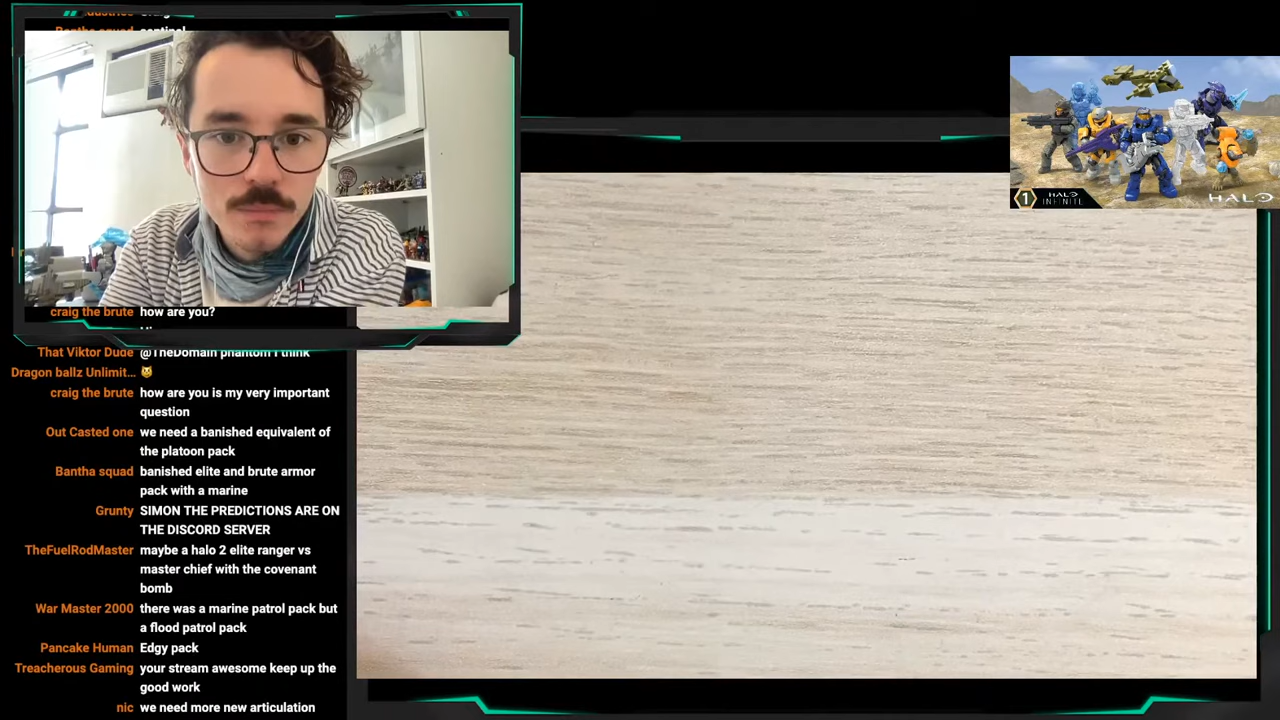 craig the brute how are you?
That Viktor Dude @TheDomain phantom I think
Dragon ballz Unlimit... 😼
craig the brute how are you is my very important
question
Out Casted one we need a banished equivalent of
the platoon pack
Bantha squad banished elite and brute armor
pack with a marine
Grunty SIMON THE PREDICTIONS ARE ON
THE DISCORD SERVER
TheFuelRodMaster maybe a halo 2 elite ranger vs
master chief with the covenant
bomb
War Master 2000 there was a marine patrol pack but
a flood patrol pack
Pancake Human Edgy pack
Treacherous Gaming your stream awesome keep up the
good work
nic we need more new articulation
1 HALO
INFINITE
HALO